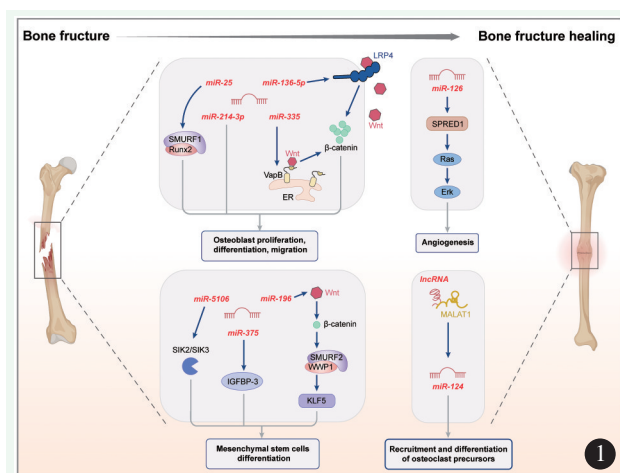 Bone fracture
Bone fracture healing
LRP4
miR-25
miR-136-5p
Wnt
miR-214-3p
miR-335
SMURF1
Runx2
Wnt
VapB
β-catenin
ER
Osteoblast proliferation,
differentiation, migration
miR-126
SPRED1
Ras
Erk
Angiogenesis
miR-5106
miR-196
Wnt
miR-375
β-catenin
SIK2/SIK3
SMURF2
WWP1
IGFBP-3
KLF5
Mesenchymal stem cells
differentiation
lncRNA
MALAT1
miR-124
Recruitment and differentiation
of osteoclast precursors
1